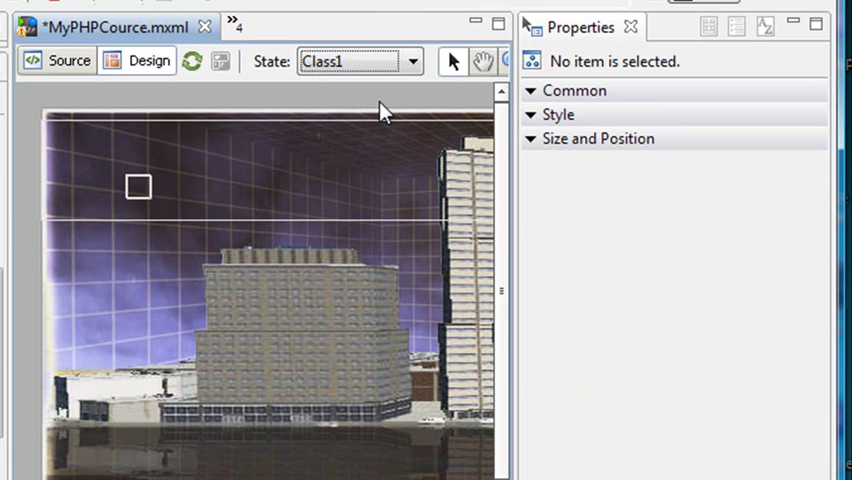 *MyPHPCource.mxml
4
Properties
Source
Design
State:
Class1
No item is selected.
Common
Style
Size and Position